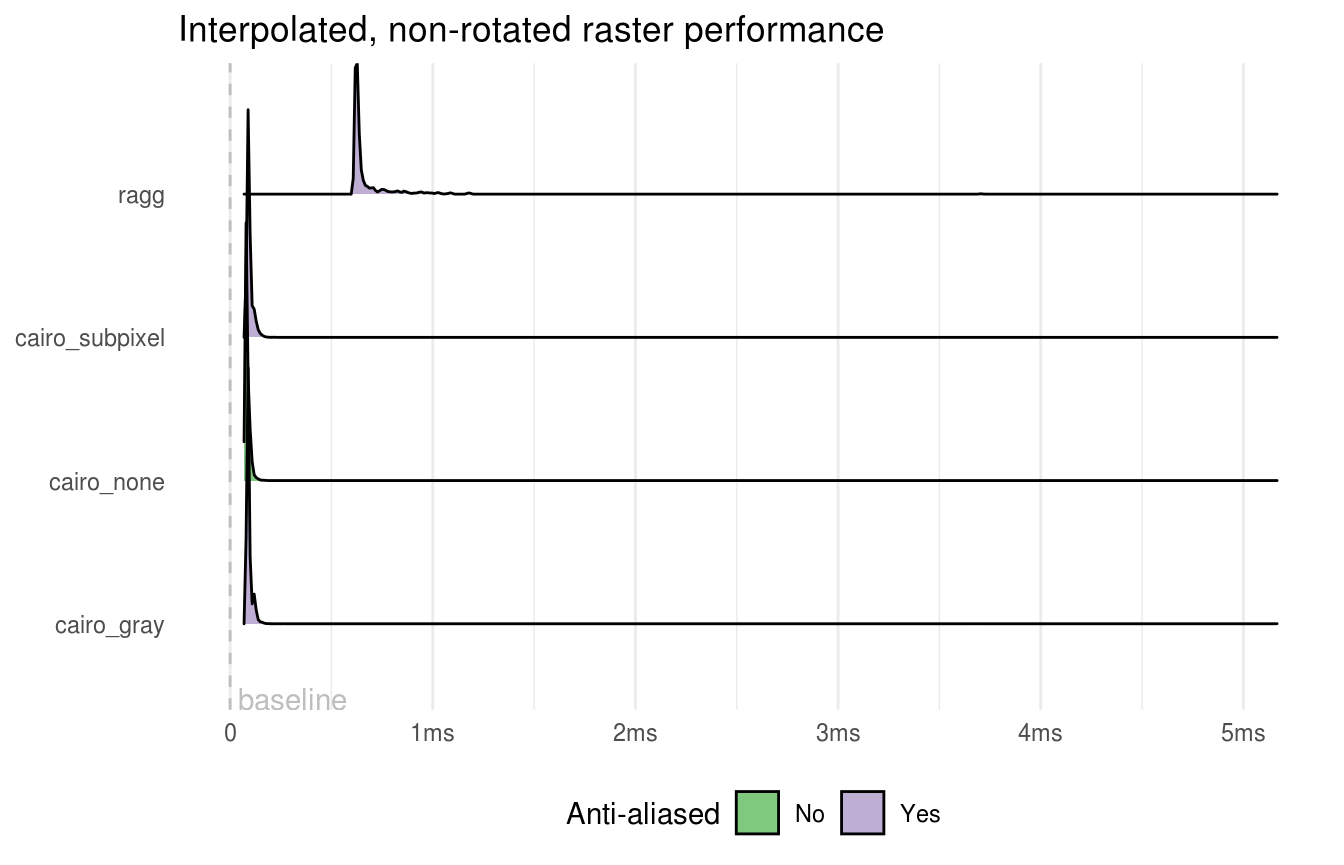 Interpolated, non-rotated raster performance
ragg
cairo_subpixel
cairo_none
cairo_gray
baseline
0 1ms 2ms 3ms 4ms 5ms
Anti-aliased No Yes